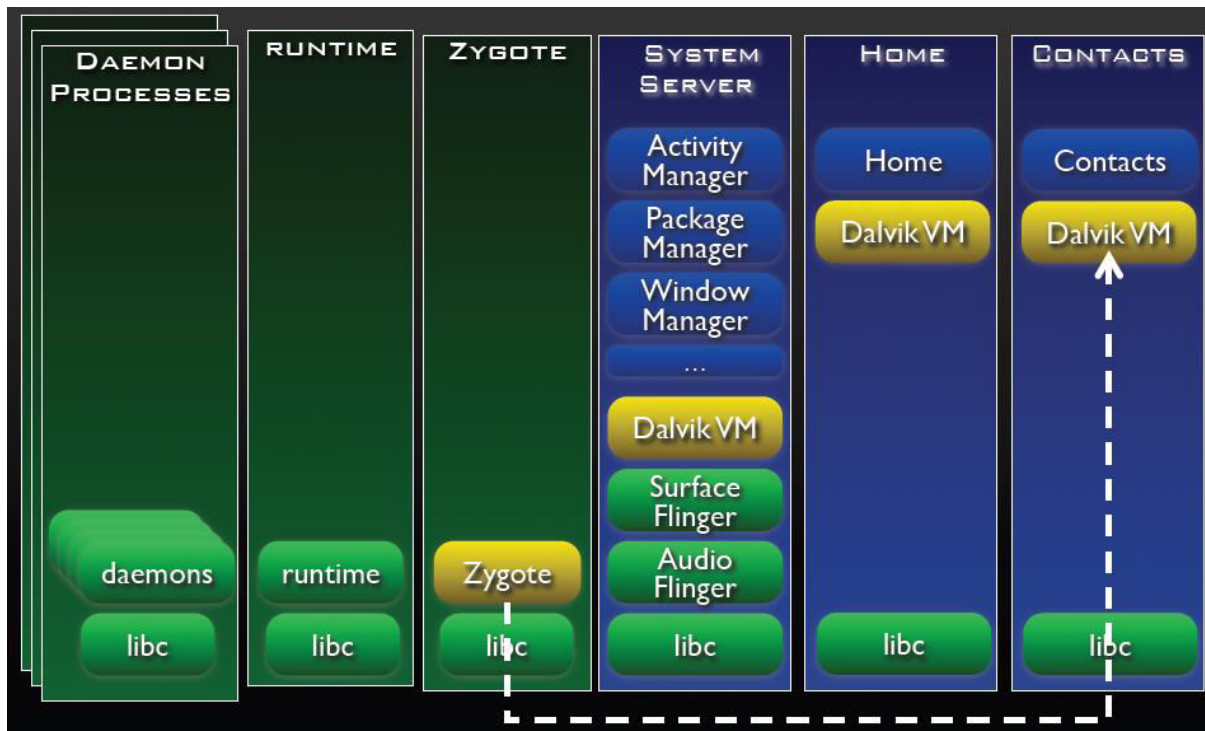 DAEMON
PROCESSES
daemons
libc
RUNTIME
runtime
libc
ZYGOTE
Zygote
libc
SYSTEM
SERVER
Activity
Manager
Package
Manager
Window
Manager
...
Dalvik VM
Surface
Flinger
Audio
Flinger
libc
HOME
Home
Dalvik VM
libc
CONTACTS
Contacts
Dalvik VM
libc